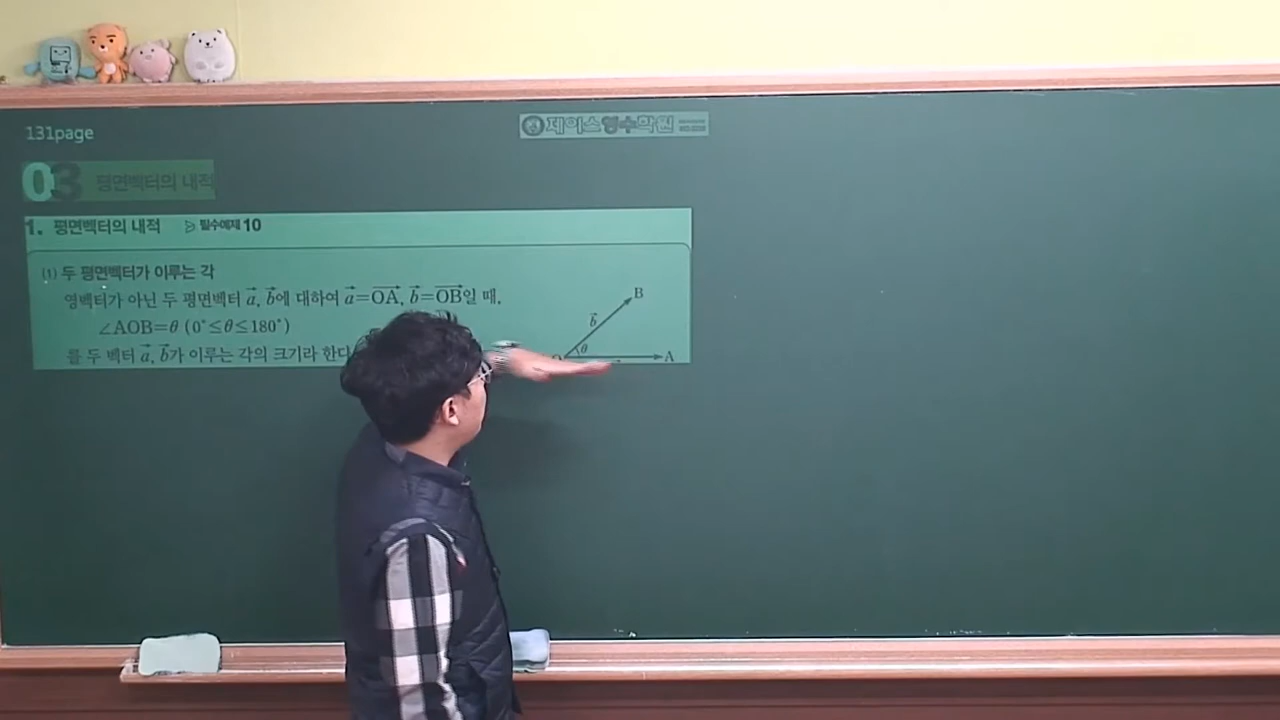 131page
제이스영수학원
03 평면벡터의 내적
1. 평면벡터의 내적 ▷ 필수예제 10
(1) 두 평면벡터가 이루는 각
영벡터가 아닌 두 평면벡터 a⃗, b⃗에 대하여 a⃗=OA⃗, b⃗=OB⃗일 때,
∠AOB=θ (0°≤θ≤180°)
를 두 벡터 a⃗, b⃗가 이루는 각의 크기라 한다
B
b⃗
θ
A